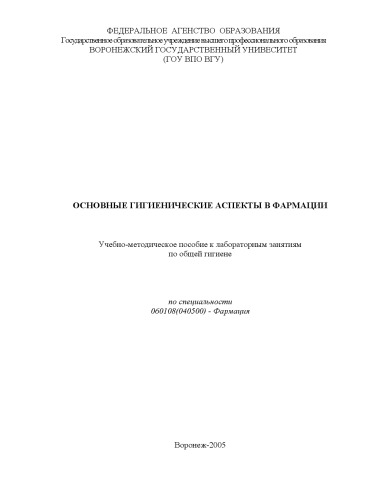 ФЕДЕРАЛЬНОЕ АГЕНСТВО ОБРАЗОВАНИЯ
Государственное образовательное учреждение высшего профессионального образования
ВОРОНЕЖСКИЙ ГОСУДАРСТВЕННЫЙ УНИВЕСИТЕТ
(ГОУ ВПО ВГУ)
ОСНОВНЫЕ ГИГИЕНИЧЕСКИЕ АСПЕКТЫ В ФАРМАЦИИ
Учебно-методическое пособие к лабораторным занятиям
по общей гигиене
по специальности
060108(040500) - Фармация
Воронеж-2005